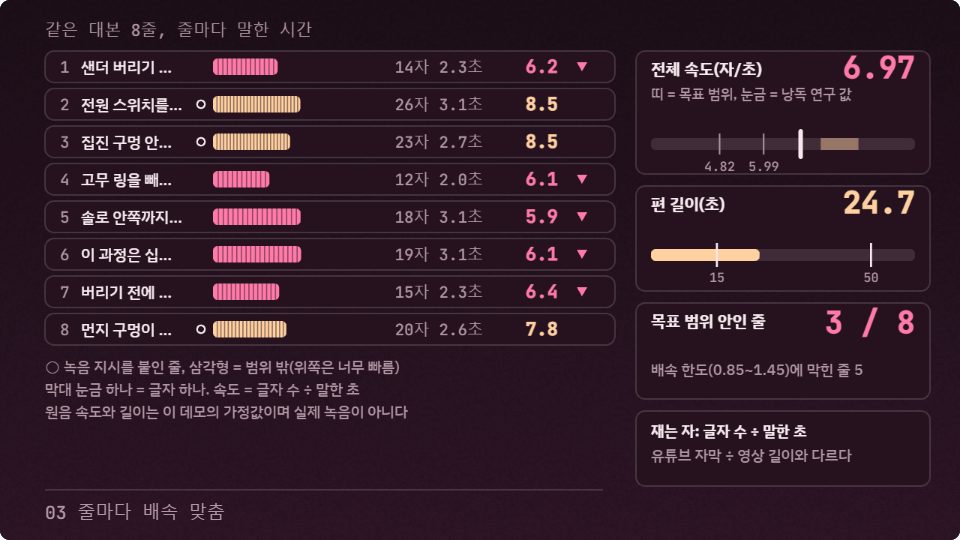 같은 대본 8줄, 줄마다 말한 시간
1 샌더 버리기 ... 14자 2.3초 6.2 ▼
2 전원 스위치를... ○ 26자 3.1초 8.5
3 집진 구멍 안... ○ 23자 2.7초 8.5
4 고무 링을 빼... 12자 2.0초 6.1 ▼
5 솔로 안쪽까지... 18자 3.1초 5.9 ▼
6 이 과정은 십... 19자 3.1초 6.1 ▼
7 버리기 전에 ... 15자 2.3초 6.4 ▼
8 먼지 구멍이 ... ○ 20자 2.6초 7.8
○ 녹음 지시를 붙인 줄, 삼각형 = 범위 밖(위쪽은 너무 빠름)
막대 눈금 하나 = 글자 하나. 속도 = 글자 수 ÷ 말한 초
원음 속도와 길이는 이 데모의 가정값이며 실제 녹음이 아니다
03 줄마다 배속 맞춤
전체 속도(자/초) 6.97
띠 = 목표 범위, 눈금 = 낭독 연구 값
4.82 5.99
편 길이(초) 24.7
15 50
목표 범위 안인 줄 3 / 8
배속 한도(0.85~1.45)에 막힌 줄 5
재는 자: 글자 수 ÷ 말한 초
유튜브 자막 ÷ 영상 길이와 다르다